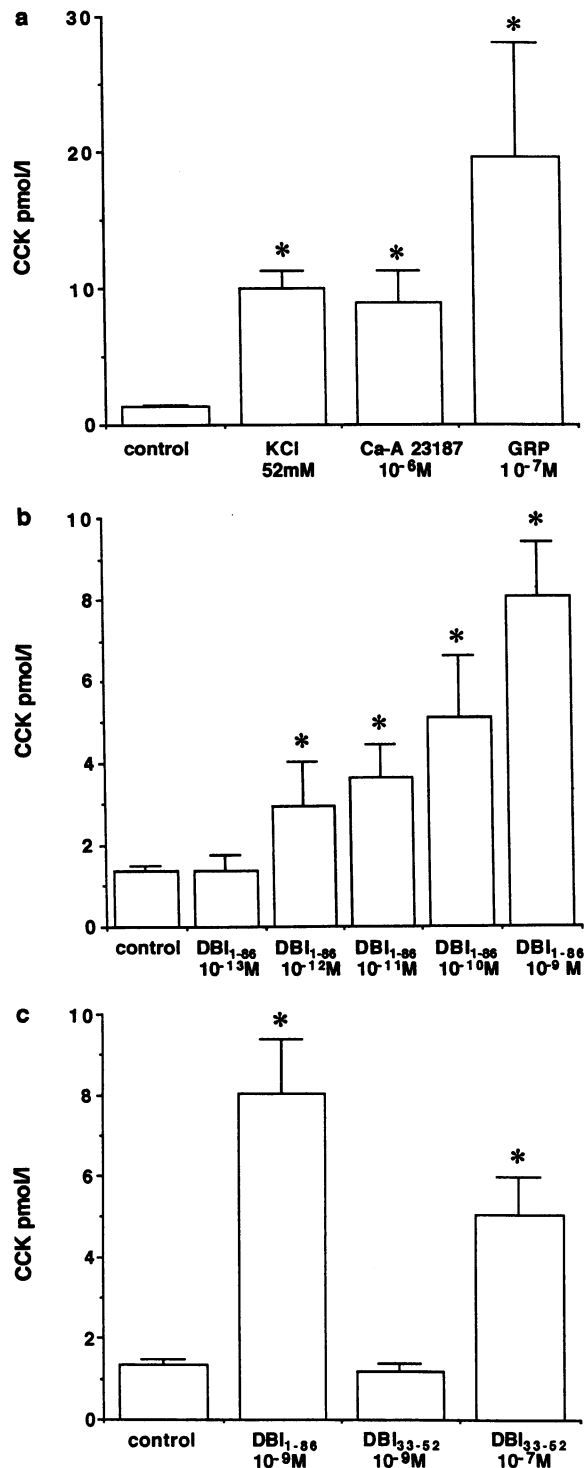 a
30
20
10
0
CCK pmol/l
*
*
*
control
KCl
52mM
Ca-A 23187
10⁻⁶M
GRP
10⁻⁷M
b
10
8
6
4
2
0
CCK pmol/l
*
*
*
*
control
DBI₁₋₈₆
10⁻¹³M
DBI₁₋₈₆
10⁻¹²M
DBI₁₋₈₆
10⁻¹¹M
DBI₁₋₈₆
10⁻¹⁰M
DBI₁₋₈₆
10⁻⁹ M
c
10
8
6
4
2
0
CCK pmol/l
*
*
control
DBI₁₋₈₆
10⁻⁹M
DBI₃₃₋₅₂
10⁻⁹M
DBI₃₃₋₅₂
10⁻⁷M